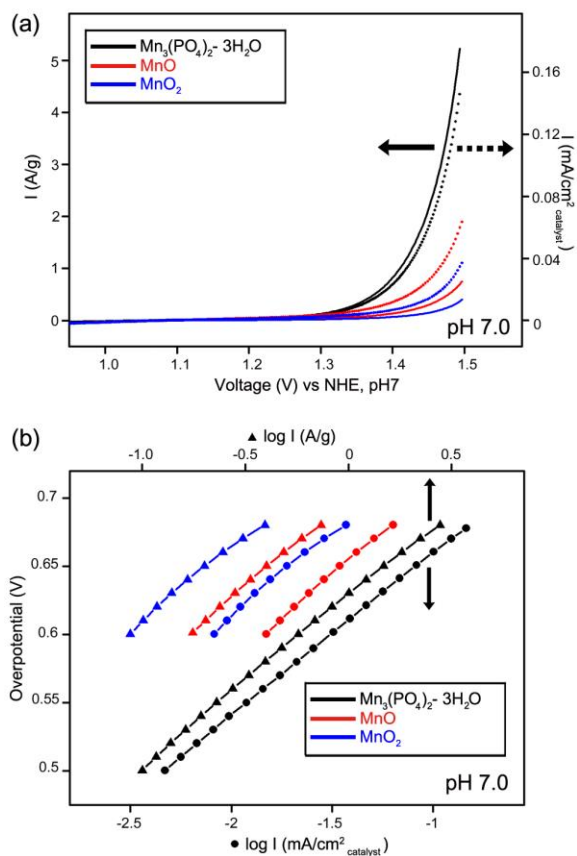 (a)
Mn₃(PO₄)₂- 3H₂O
MnO
MnO₂
I (A/g)
5
4
3
2
1
0
0.16
0.12
0.08
0.04
0
I (mA/cm²catalyst)
pH 7.0
1.0 1.1 1.2 1.3 1.4 1.5
Voltage (V) vs NHE, pH7
(b)
▲ log I (A/g)
-1.0 -0.5 0 0.5
Overpotential (V)
0.7
0.65
0.6
0.55
0.5
Mn₃(PO₄)₂- 3H₂O
MnO
MnO₂
pH 7.0
-2.5 -2 -1.5 -1
● log I (mA/cm²catalyst)